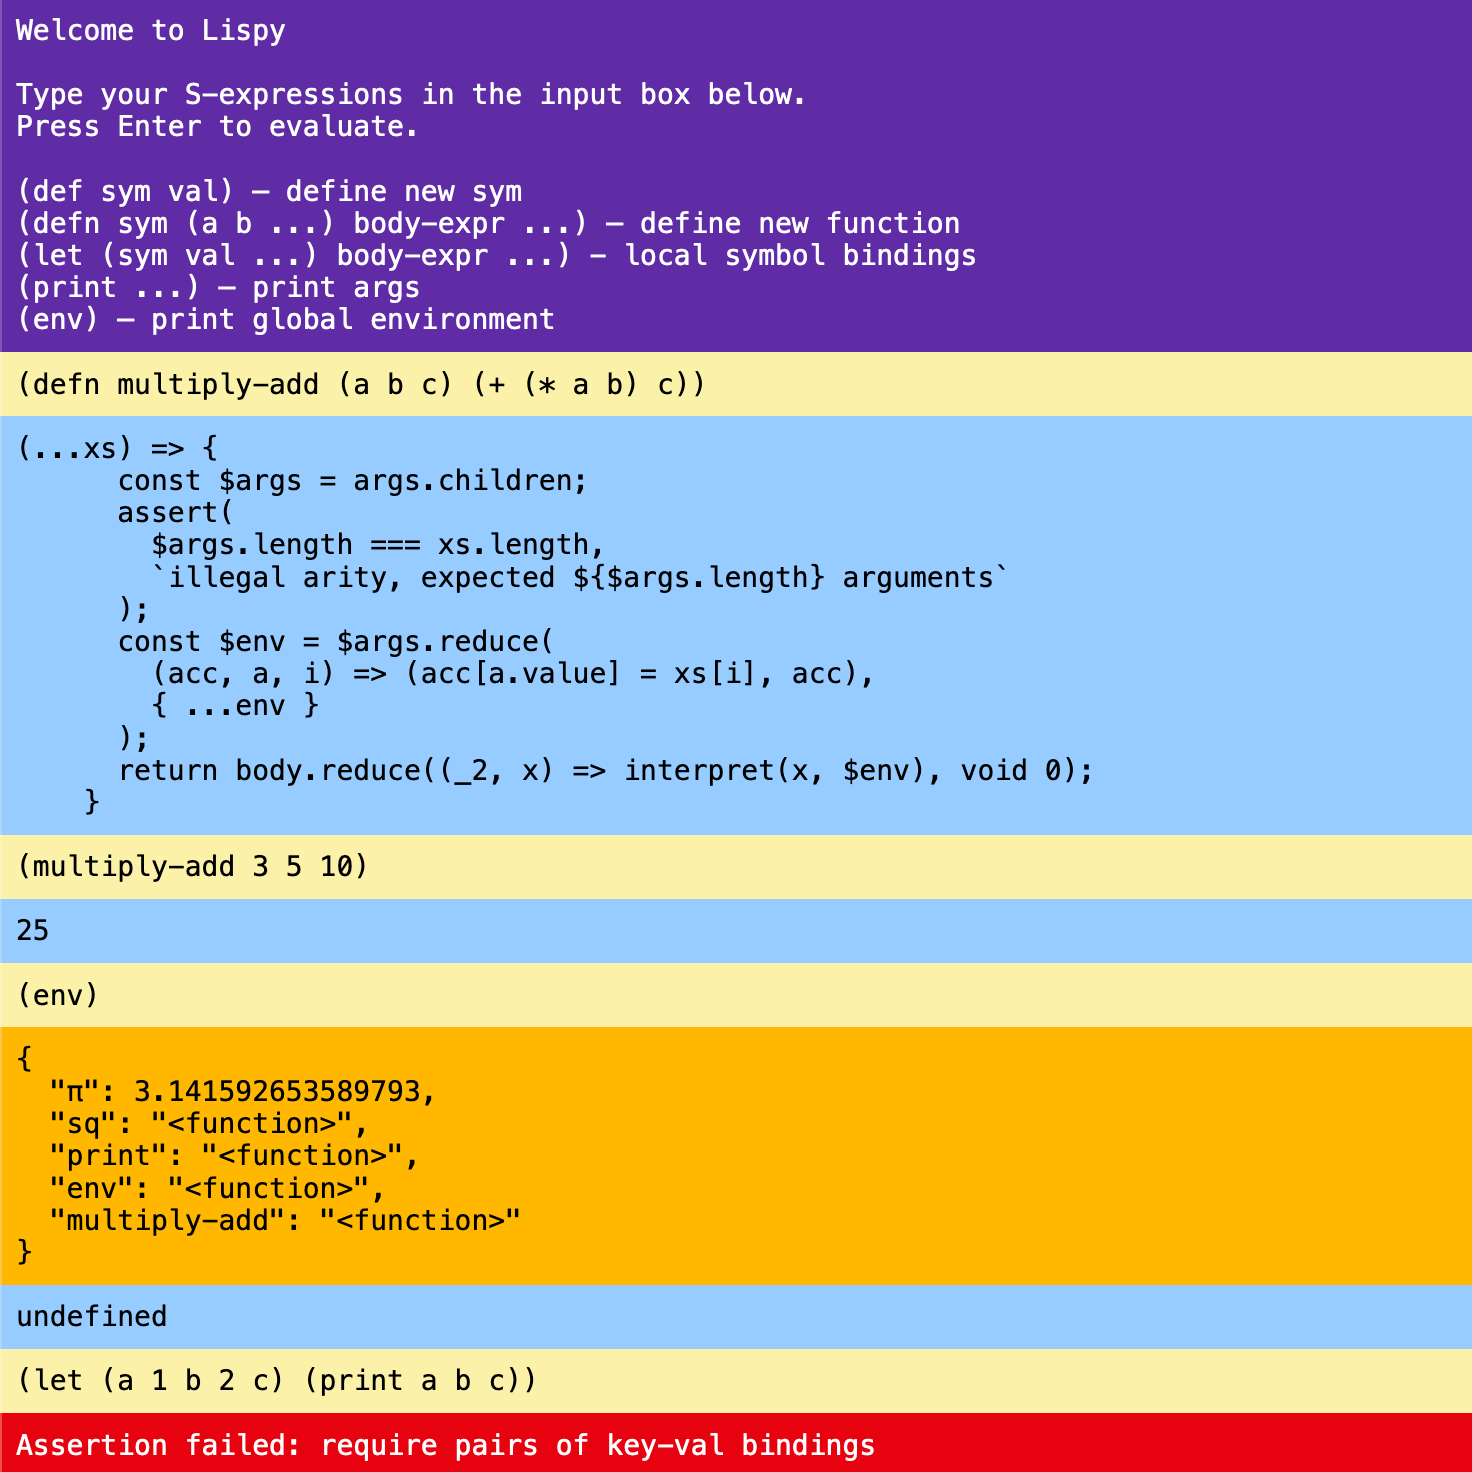 Welcome to Lispy
Type your S-expressions in the input box below.
Press Enter to evaluate.
(def sym val) — define new sym
(defn sym (a b ...) body-expr ...) — define new function
(let (sym val ...) body-expr ...) - local symbol bindings
(print ...) — print args
(env) — print global environment
(defn multiply-add (a b c) (+ (* a b) c))
(...xs) => {
      const $args = args.children;
      assert(
        $args.length === xs.length,
        `illegal arity, expected ${$args.length} arguments`
      );
      const $env = $args.reduce(
        (acc, a, i) => (acc[a.value] = xs[i], acc),
        { ...env }
      );
      return body.reduce((_2, x) => interpret(x, $env), void 0);
    }
(multiply-add 3 5 10)
25
(env)
{
  "π": 3.141592653589793,
  "sq": "<function>",
  "print": "<function>",
  "env": "<function>",
  "multiply-add": "<function>"
}
undefined
(let (a 1 b 2 c) (print a b c))
Assertion failed: require pairs of key-val bindings